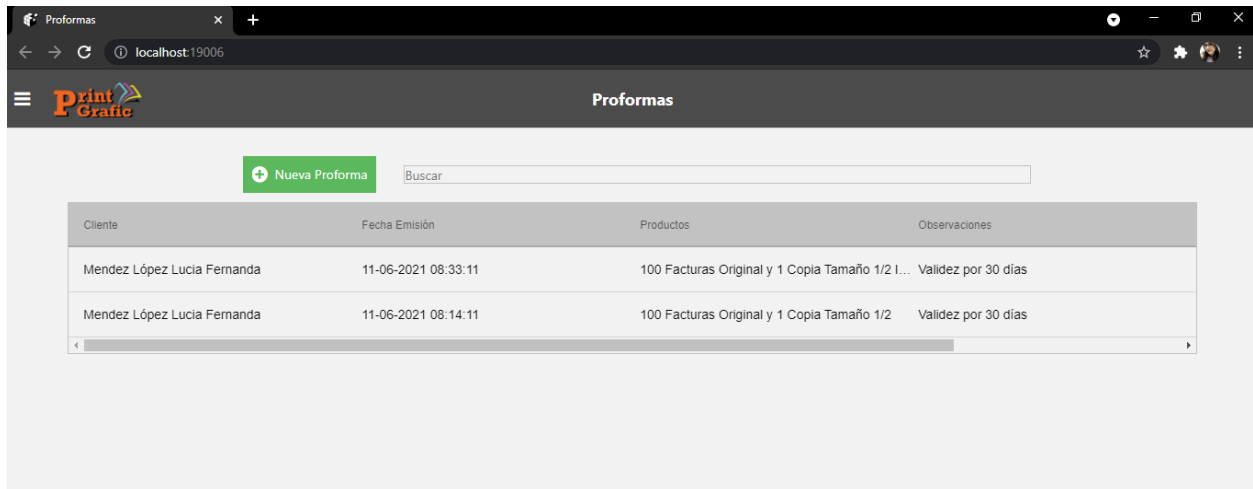 Proformas
localhost:19006
Print
Grafic
Proformas
Nueva Proforma
Buscar
Cliente Fecha Emisión Productos Observaciones
Mendez López Lucia Fernanda 11-06-2021 08:33:11 100 Facturas Original y 1 Copia Tamaño 1/2 I... Validez por 30 días
Mendez López Lucia Fernanda 11-06-2021 08:14:11 100 Facturas Original y 1 Copia Tamaño 1/2 Validez por 30 días